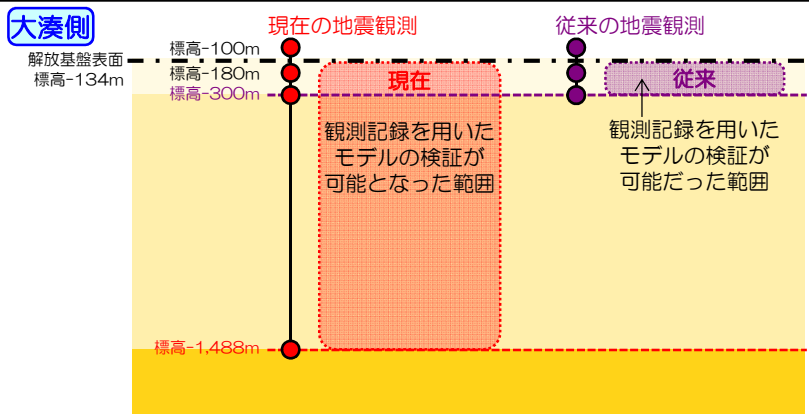 大湊側
現在の地震観測
従来の地震観測
標高-100m
解放基盤表面
標高-134m
標高-180m
標高-300m
現在
従来
観測記録を用いた
モデルの検証が
可能となった範囲
観測記録を用いた
モデルの検証が
可能だった範囲
標高-1,488m